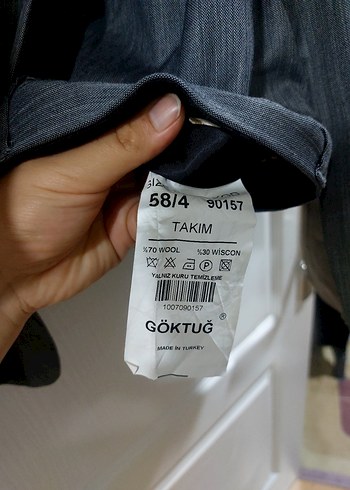 58/4 90157
TAKIM
%70 WOOL %30 WISCON
P
YALNIZ KURU TEMİZLEME
1007090157
GÖKTUĞ ®
MADE IN TURKEY